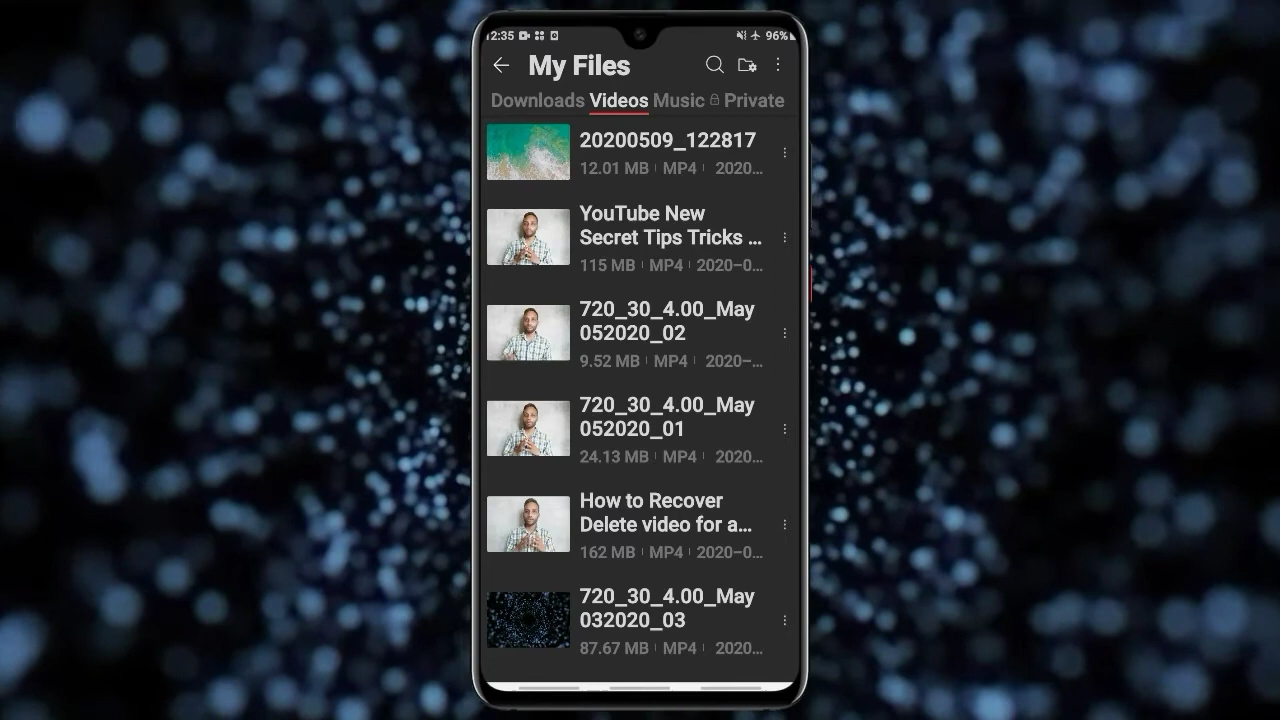 12:35
96%
My Files
Downloads Videos Music Private
20200509_122817
12.01 MB MP4 2020...
YouTube New
Secret Tips Tricks ...
115 MB MP4 2020-0...
720_30_4.00_May
052020_02
9.52 MB MP4 2020-...
720_30_4.00_May
052020_01
24.13 MB MP4 2020...
How to Recover
Delete video for a...
162 MB MP4 2020-0...
720_30_4.00_May
032020_03
87.67 MB MP4 2020...